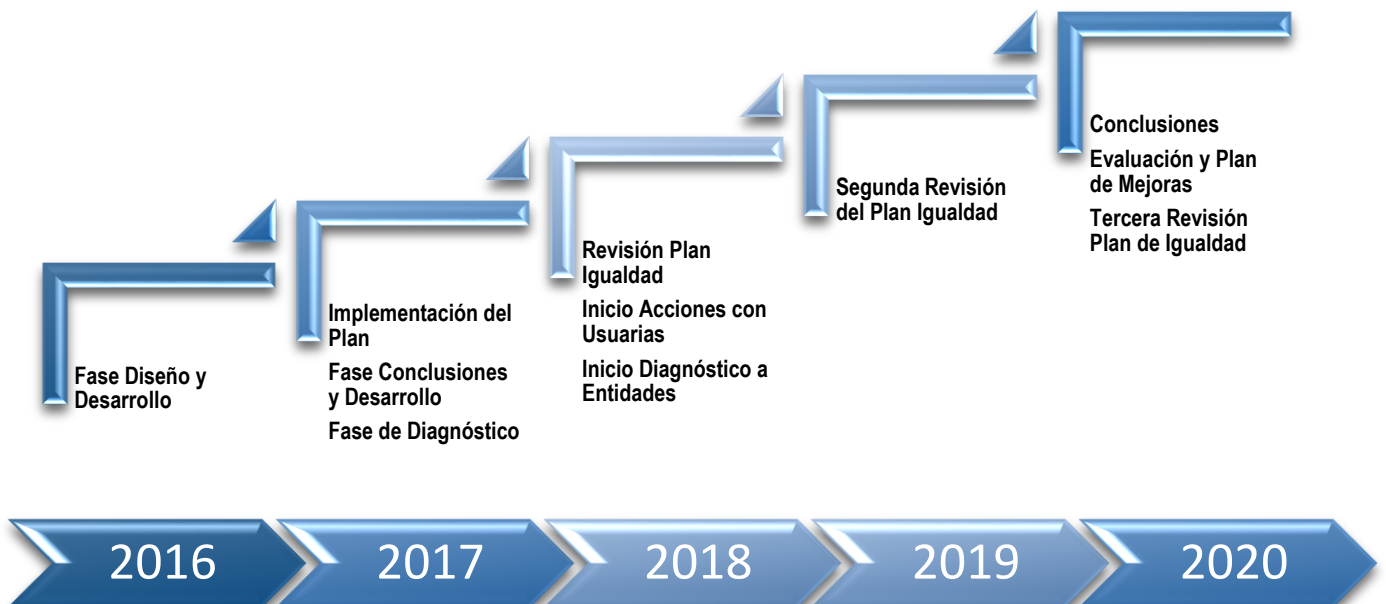 Fase Diseño y
Desarrollo
Implementación del
Plan
Fase Conclusiones
y Desarrollo
Fase de Diagnóstico
Revisión Plan
Igualdad
Inicio Acciones con
Usuarias
Inicio Diagnóstico a
Entidades
Segunda Revisión
del Plan Igualdad
Conclusiones
Evaluación y Plan
de Mejoras
Tercera Revisión
Plan de Igualdad
2016
2017
2018
2019
2020